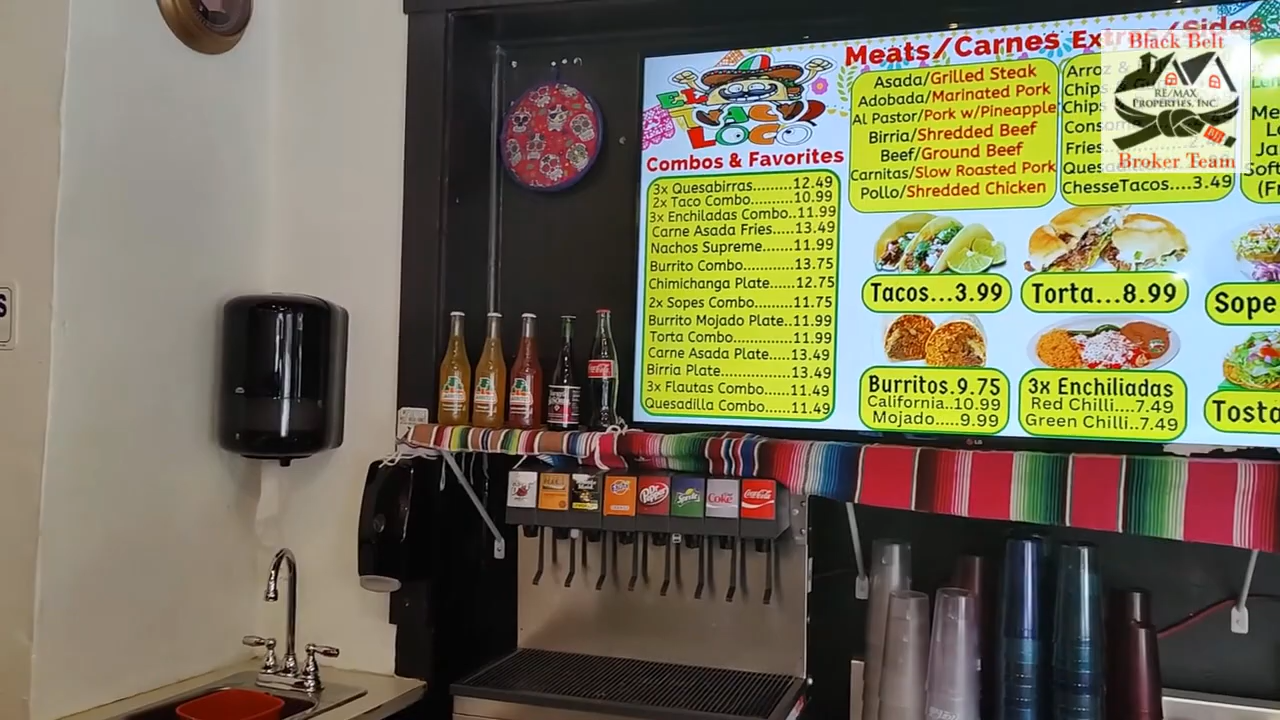 EL
TACO
LOCO
Combos & Favorites
3x Quesabirras.........12.49
2x Taco Combo.........10.99
3x Enchiladas Combo..11.99
Carne Asada Fries.....13.49
Nachos Supreme.......11.99
Burrito Combo............13.75
Chimichanga Plate......12.75
2x Sopes Combo........11.75
Burrito Mojado Plate..11.99
Torta Combo.............11.99
Carne Asada Plate....13.49
Birria Plate...............13.49
3x Flautas Combo......11.49
Quesadilla Combo......11.49
Meats/Carnes
Asada/Grilled Steak
Adobada/Marinated Pork
Al Pastor/Pork w/Pineapple
Birria/Shredded Beef
Beef/Ground Beef
Carnitas/Slow Roasted Pork
Pollo/Shredded Chicken
Extras/Sides
Arroz &
Chips &
Chips
Fries
ChesseTacos....3.49
Tacos...3.99
Torta...8.99
Burritos.9.75
California..10.99
Mojado.....9.99
3x Enchiliadas
Red Chilli....7.49
Green Chilli..7.49
Sope
Tosta
LG
Black Belt
RE/MAX
PROPERTIES, INC.
Broker Team
S
Coca-Cola
Dr Pepper
Sprite
Diet
Coke
Coca-Cola